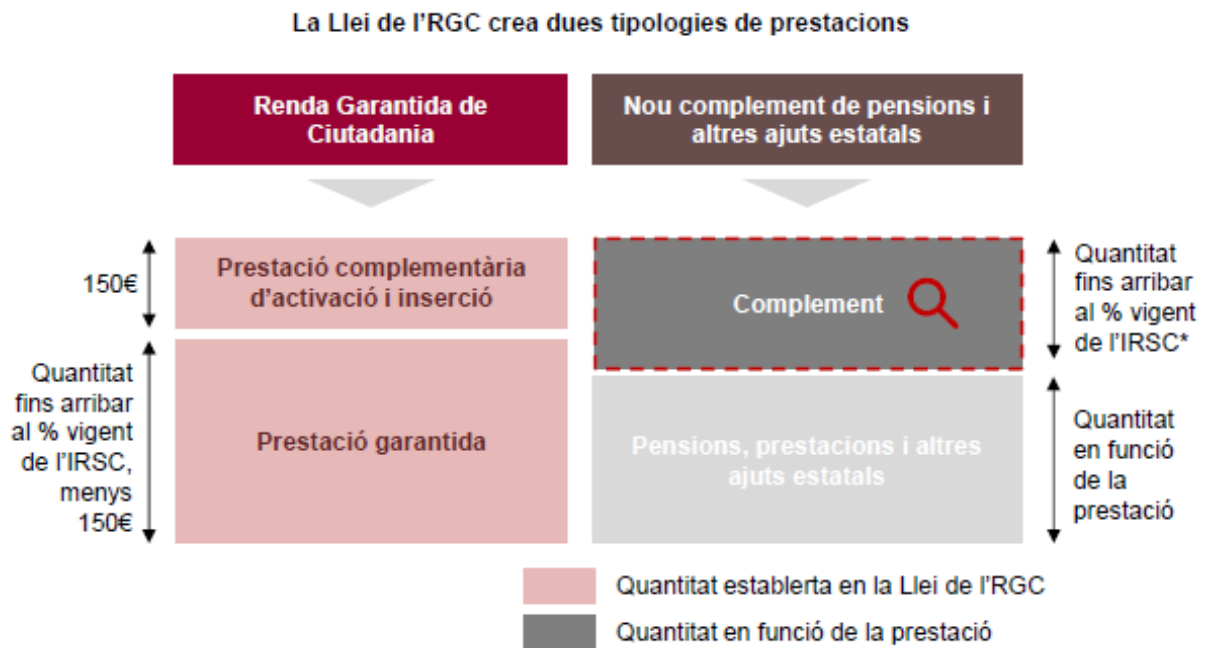 La Llei de l'RGC crea dues tipologies de prestacions
Renda Garantida de
Ciutadania
Nou complement de pensions i
altres ajuts estatals
150€
Prestació complementària
d'activació i inserció
Complement
Quantitat
fins arribar
al % vigent
de l'IRSC*
Quantitat
fins arribar
al % vigent
de l'IRSC,
menys
150€
Prestació garantida
Pensions, prestacions i altres
ajuts estatals
Quantitat
en funció
de la
prestació
Quantitat establerta en la Llei de l'RGC
Quantitat en funció de la prestació